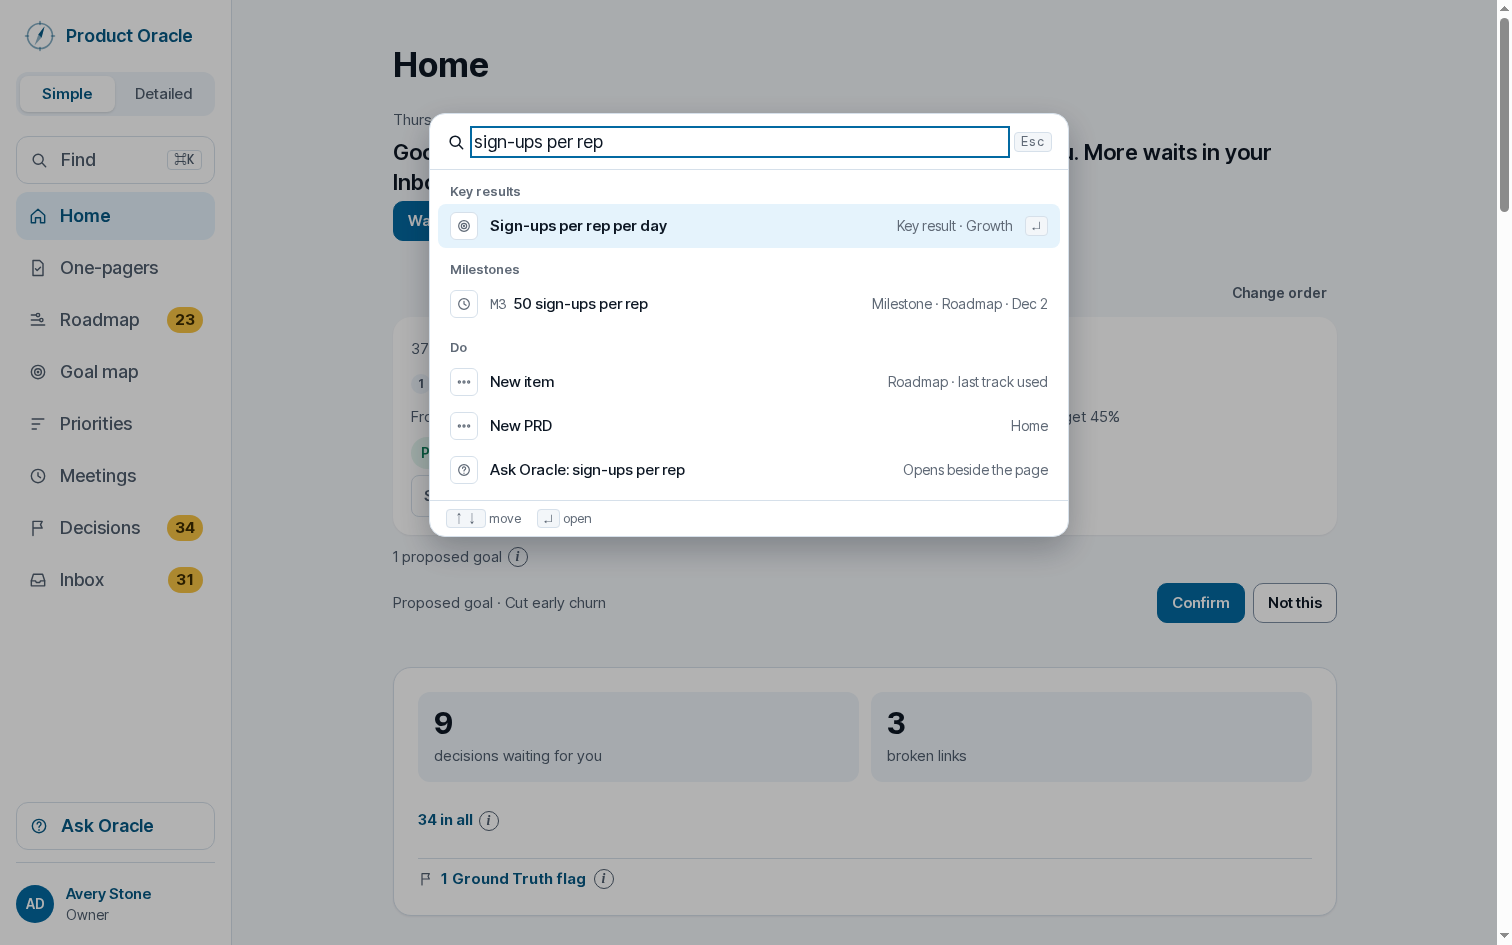 Product Oracle
Simple Detailed
Find ⌘K
Home
One-pagers
Roadmap 23
Goal map
Priorities
Meetings
Decisions 34
Inbox 31
Ask Oracle
AD Avery Stone
Owner
Home
Thurs
u. More waits in your
Change order
37
1
get 45%
sign-ups per rep Esc
Key results
Sign-ups per rep per day Key result · Growth ↵
Milestones
M3 50 sign-ups per rep Milestone · Roadmap · Dec 2
Do
New item Roadmap · last track used
New PRD Home
Ask Oracle: sign-ups per rep Opens beside the page
↑ ↓ move ↵ open
1 proposed goal i
Proposed goal · Cut early churn Confirm Not this
9 3
decisions waiting for you broken links
34 in all i
1 Ground Truth flag i